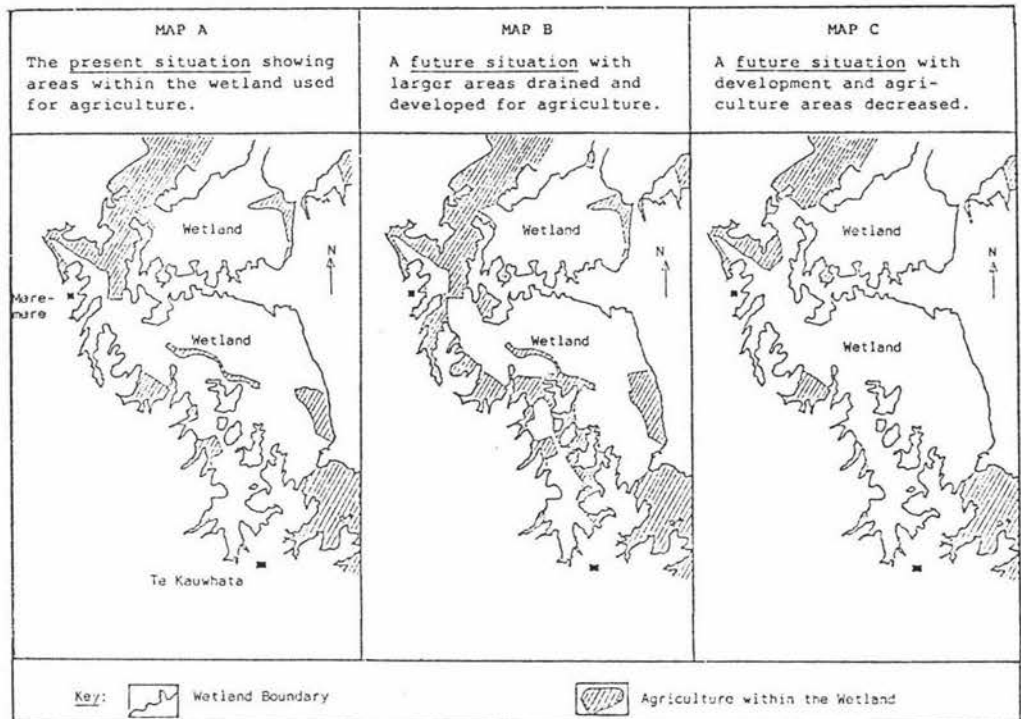 MAP A
The present situation showing
areas within the wetland used
for agriculture.
MAP B
A future situation with
larger areas drained and
developed for agriculture.
MAP C
A future situation with
development and agri-
culture areas decreased.
Wetland
N
Mare-
mare
Wetland
Te Kauwhata
Wetland
N
Wetland
Wetland
N
Wetland
Key:
Wetland Boundary
Agriculture within the Wetland